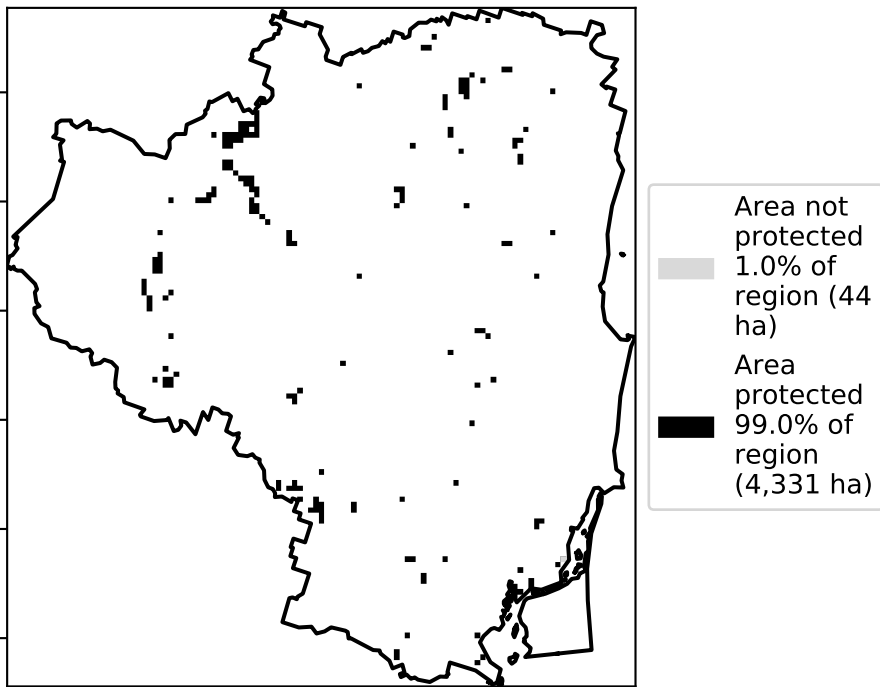 Area not
protected
1.0% of
region (44
ha)
Area
protected
99.0% of
region
(4,331 ha)